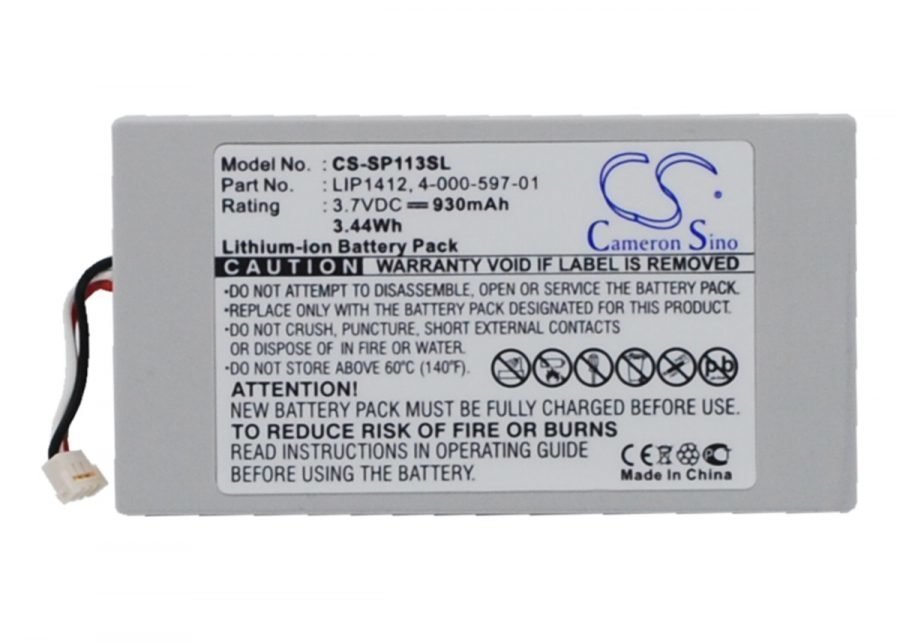 Model No. : CS-SP113SL
Part No. : LIP1412, 4-000-597-01
Rating : 3.7VDC ⎓ 930mAh
3.44Wh
Lithium-ion Battery Pack
CS
Cameron Sino
CAUTION WARRANTY VOID IF LABEL IS REMOVED
•DO NOT ATTEMPT TO DISASSEMBLE, OPEN OR SERVICE THE BATTERY PACK.
•REPLACE ONLY WITH THE BATTERY PACK DESIGNATED FOR THIS PRODUCT.
•DO NOT CRUSH, PUNCTURE, SHORT EXTERNAL CONTACTS
OR DISPOSE OF IN FIRE OR WATER.
•DO NOT STORE ABOVE 60°C (140°F).
Pb
ATTENTION!
NEW BATTERY PACK MUST BE FULLY CHARGED BEFORE USE.
TO REDUCE RISK OF FIRE OR BURNS
READ INSTRUCTIONS IN OPERATING GUIDE
BEFORE USING THE BATTERY.
CE
Made In China